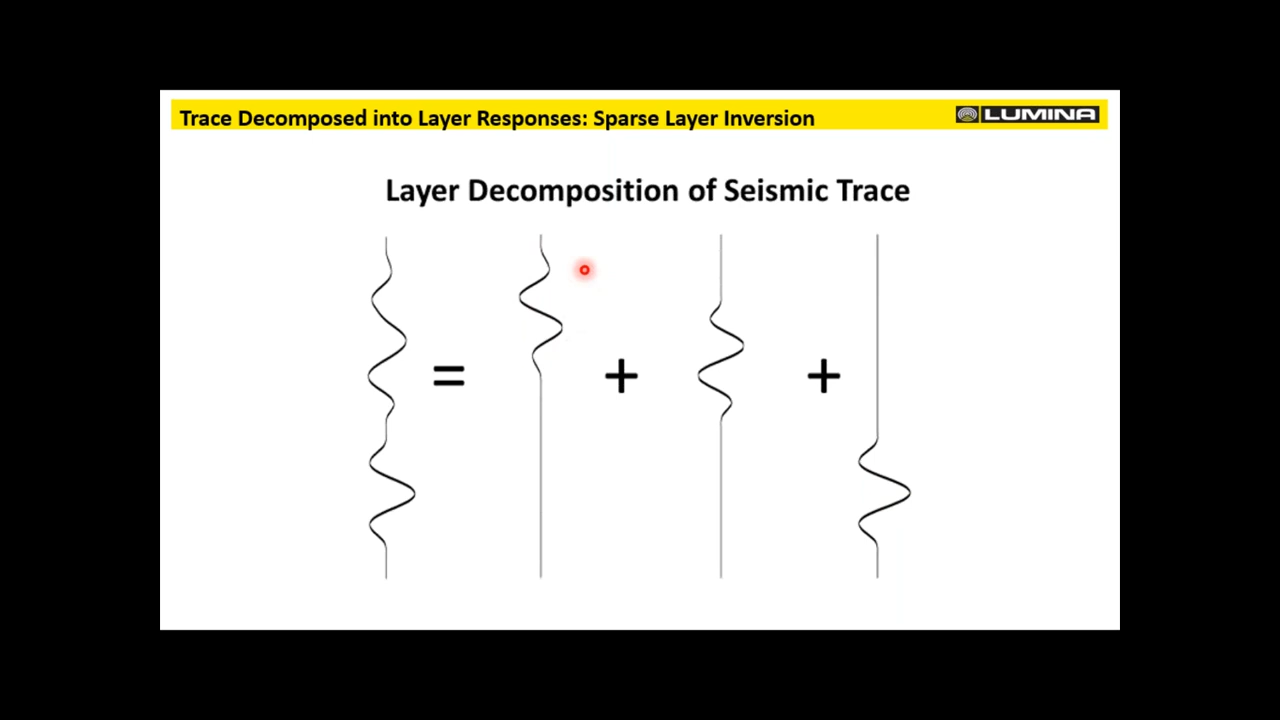 Trace Decomposed into Layer Responses: Sparse Layer Inversion
LUMINA
Layer Decomposition of Seismic Trace
= + +